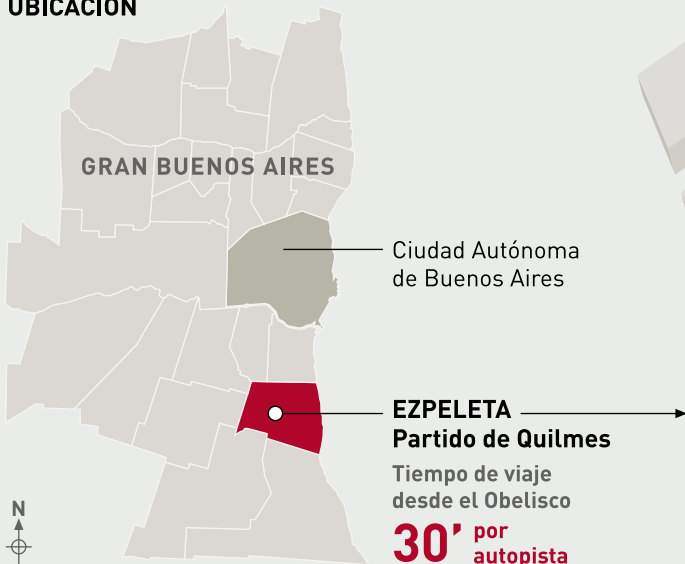 UBICACIÓN
GRAN BUENOS AIRES
Ciudad Autónoma
de Buenos Aires
EZPELETA
Partido de Quilmes
Tiempo de viaje
desde el Obelisco
30’ por
autopista
N